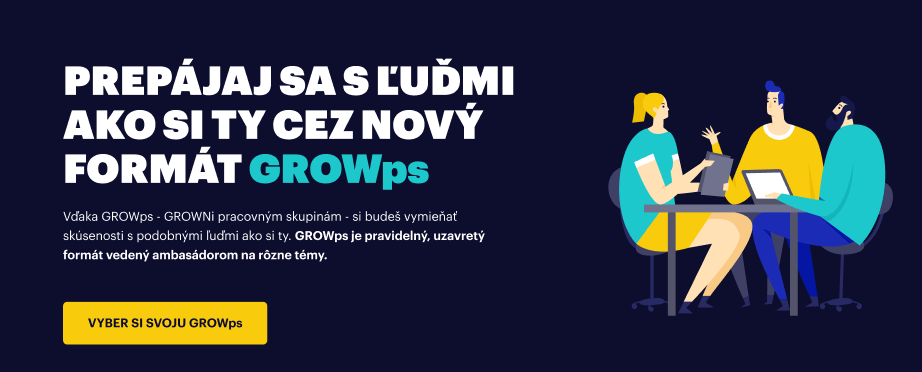 PREPÁJAJ SA S ĽUĎMI
AKO SI TY CEZ NOVÝ
FORMÁT GROWps
Vďaka GROWps - GROWNi pracovným skupinám - si budeš vymieňať
skúsenosti s podobnými ľuďmi ako si ty. GROWps je pravidelný, uzavretý
formát vedený ambasádorom na rôzne témy.
VYBER SI SVOJU GROWps